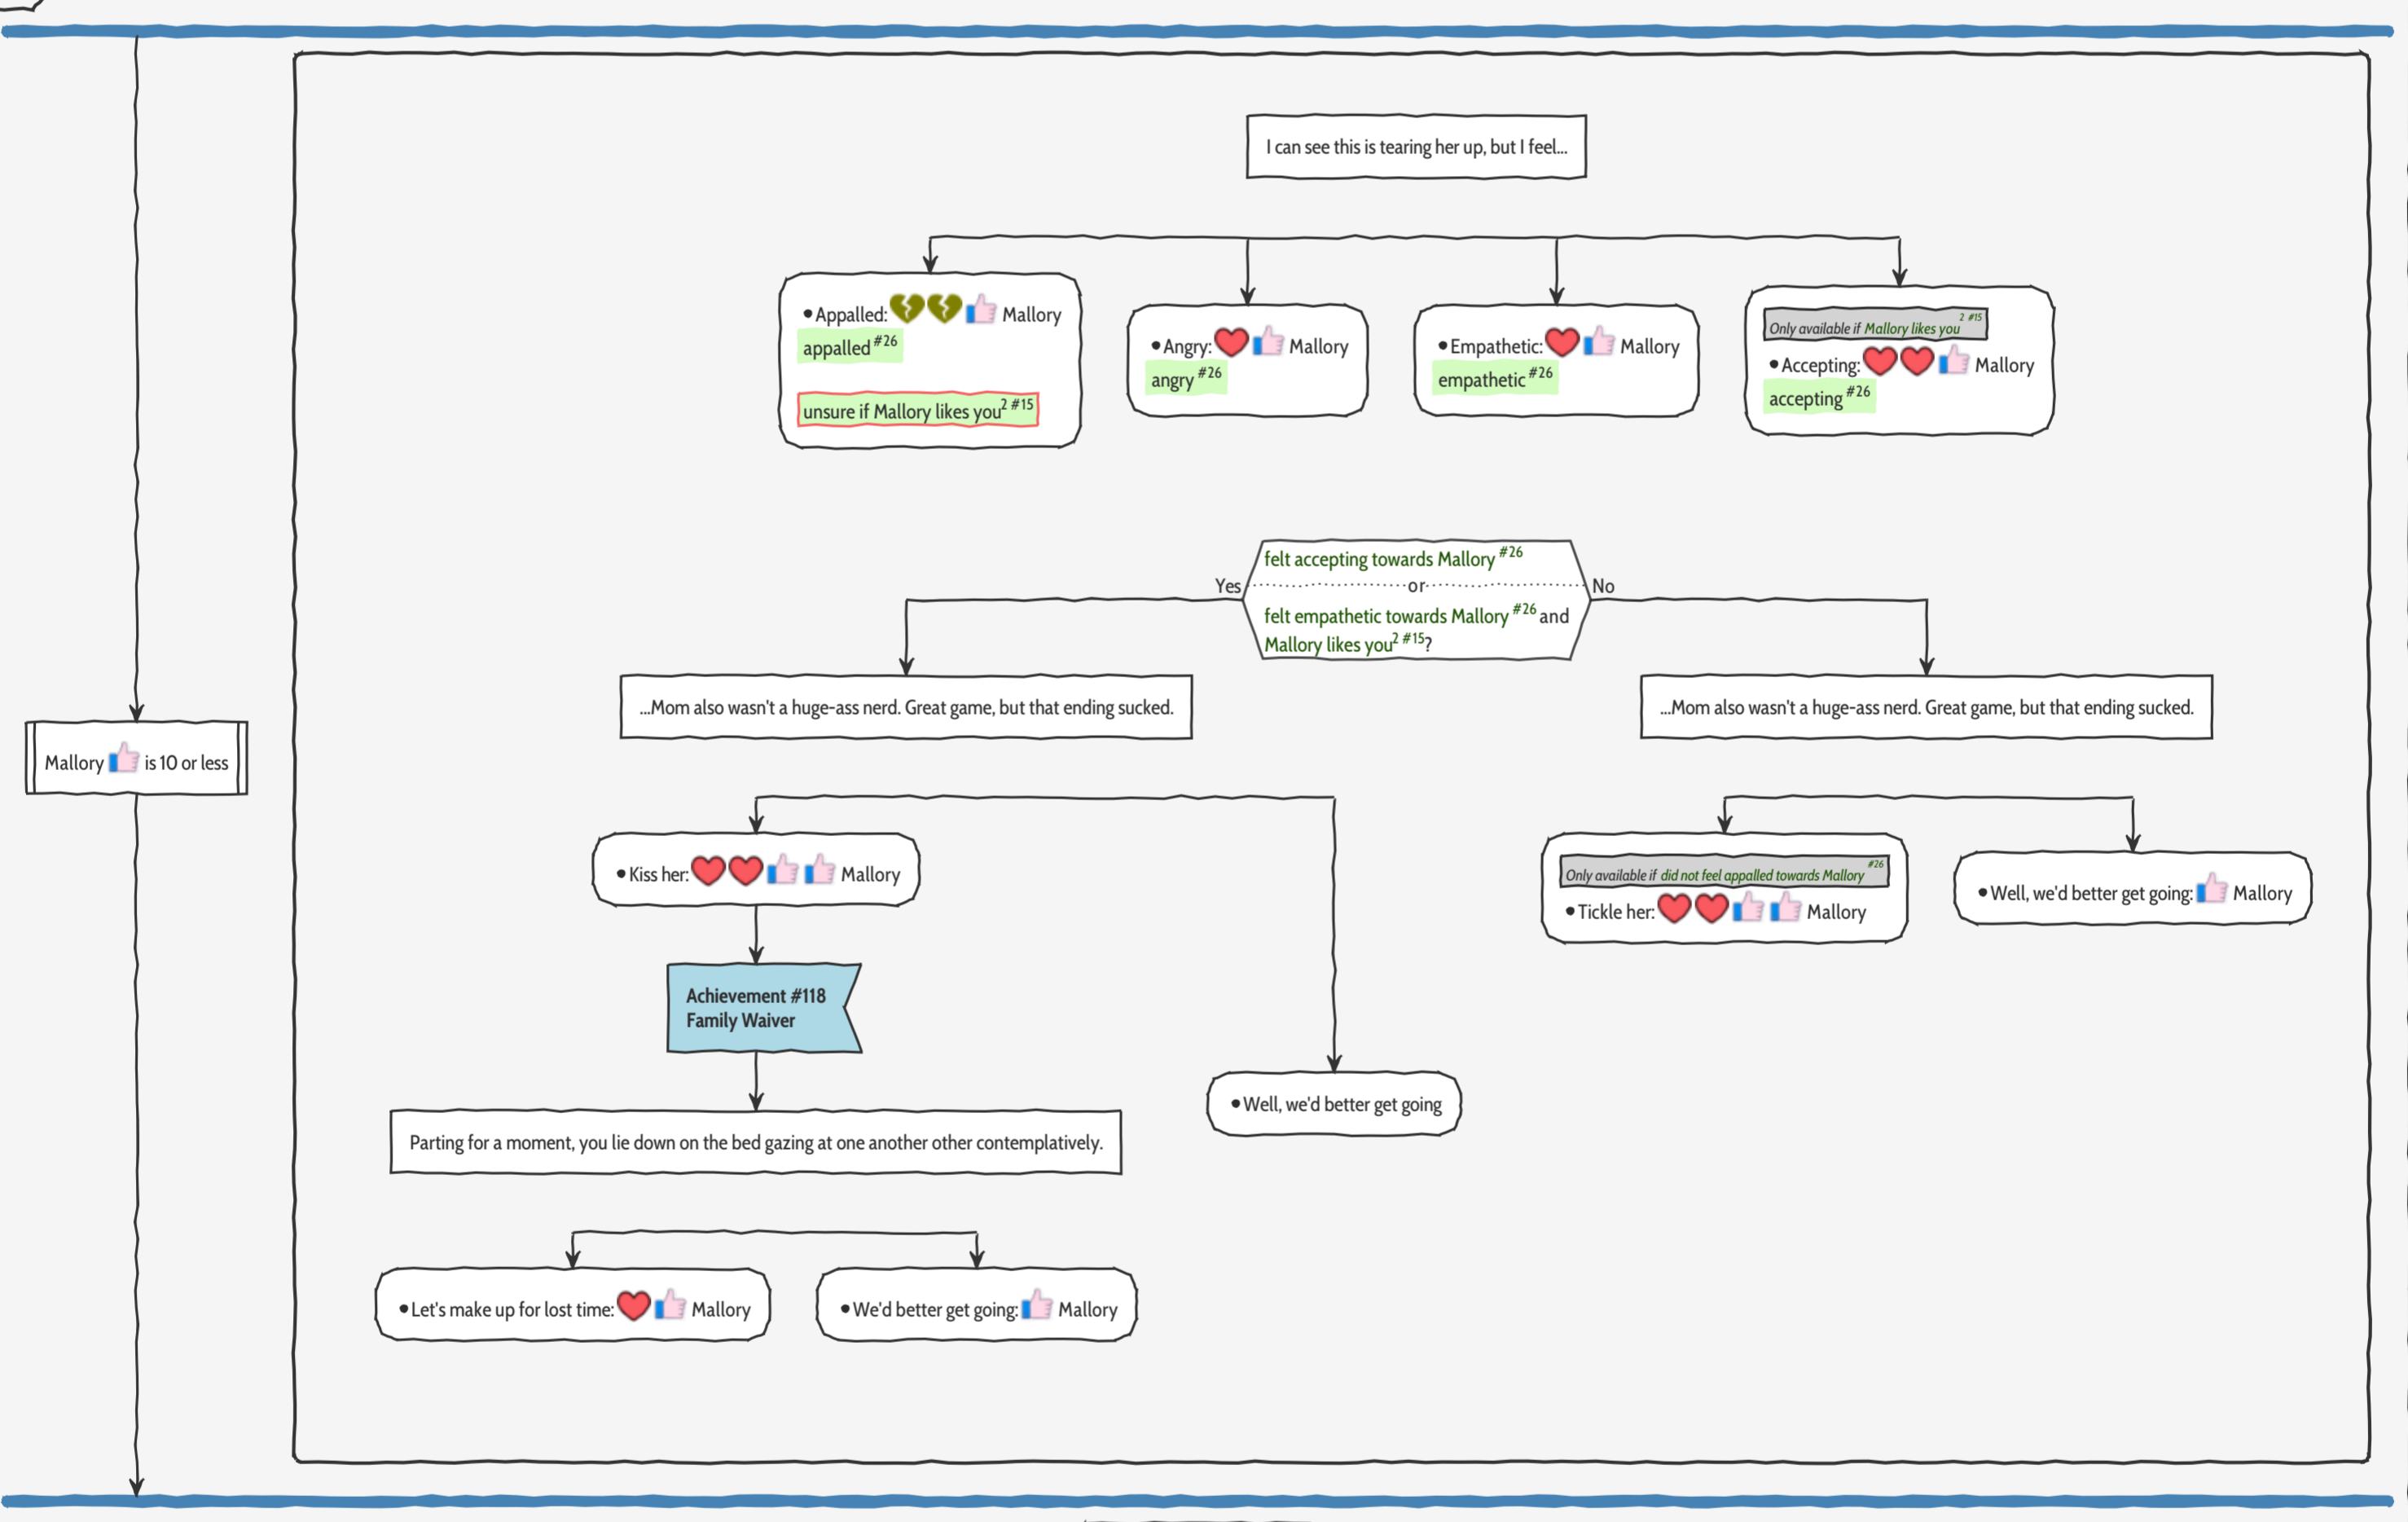 I can see this is tearing her up, but I feel...
•Appalled: Mallory
appalled #26
unsure if Mallory likes you2 #15
•Angry: Mallory
angry #26
•Empathetic: Mallory
empathetic #26
Only available if Mallory likes you 2 #15
•Accepting: Mallory
accepting #26
felt accepting towards Mallory #26
Yes
or
No
felt empathetic towards Mallory #26 and
Mallory likes you2 #15?
...Mom also wasn't a huge-ass nerd. Great game, but that ending sucked.
...Mom also wasn't a huge-ass nerd. Great game, but that ending sucked.
Mallory is 10 or less
•Kiss her: Mallory
Only available if did not feel appalled towards Mallory #26
•Tickle her: Mallory
•Well, we'd better get going: Mallory
Achievement #118
Family Waiver
•Well, we'd better get going
Parting for a moment, you lie down on the bed gazing at one another other contemplatively.
•Let's make up for lost time: Mallory
•We'd better get going: Mallory